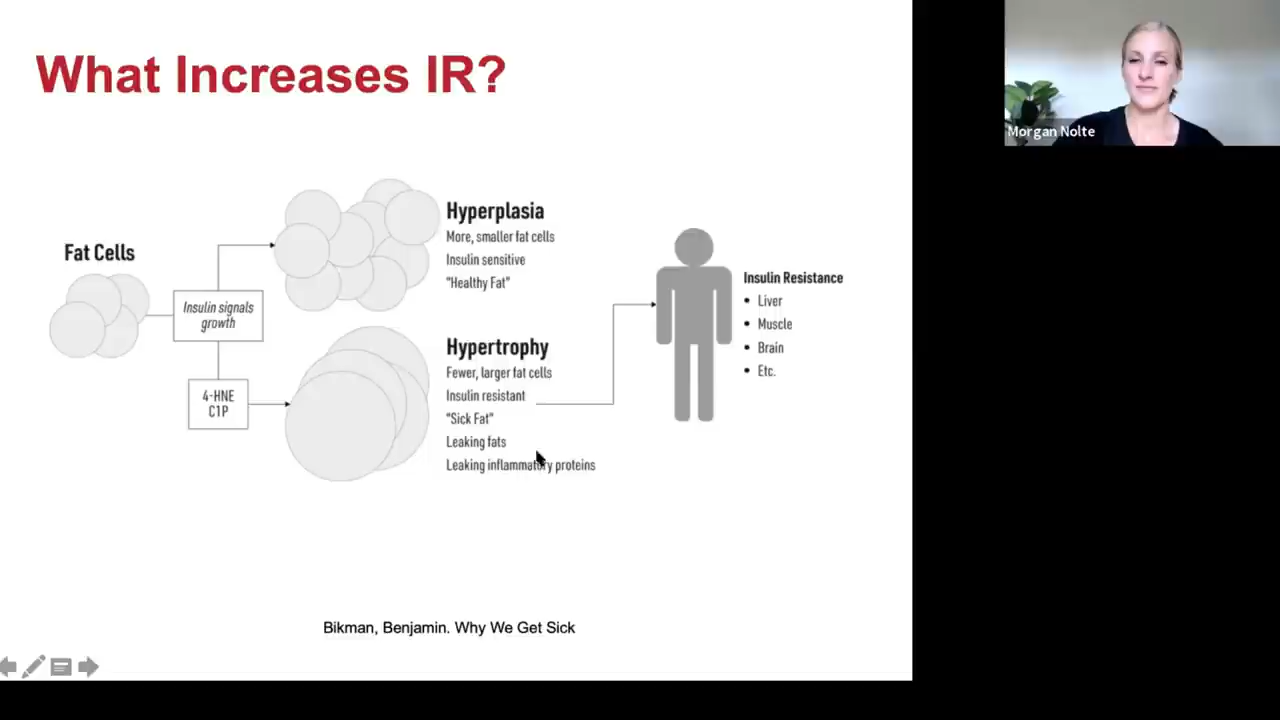 What Increases IR?
Morgan Nolte
Fat Cells
Insulin signals
growth
4-HNE
C1P
Hyperplasia
More, smaller fat cells
Insulin sensitive
"Healthy Fat"
Hypertrophy
Fewer, larger fat cells
Insulin resistant
"Sick Fat"
Leaking fats
Leaking inflammatory proteins
Insulin Resistance
• Liver
• Muscle
• Brain
• Etc.
Bikman, Benjamin. Why We Get Sick